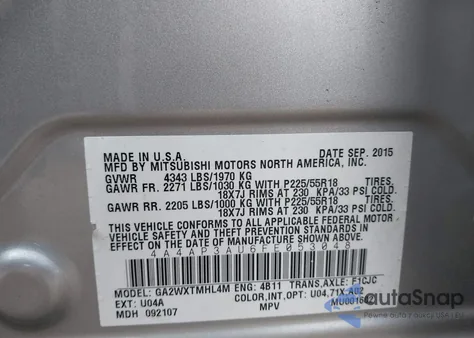 MADE IN U.S.A. DATE SEP. 2015
MFD BY MITSUBISHI MOTORS NORTH AMERICA, INC.
GVWR 4343 LBS/1970 KG
GAWR FR. 2271 LBS/1030 KG WITH P225/55R18
18X7J RIMS AT 230 KPA/33 PSI COLD.
GAWR RR. 2205 LBS/1000 KG WITH P225/55R18
18X7J RIMS AT 230 KPA/33 PSI COLD.
THIS VEHICLE CONFORMS TO ALL APPLICABLE FEDERAL MOTOR
VEHICLE SAFETY AND THEFT PREVENTION STANDARDS IN
EFFECT ON THE DATE OF MANUFACTURE SHOWN ABOVE.
4A4AP3AU6FE053048
MODEL: GA2WXTMHL4M ENG: 4B11 TRANS,AXLE: F1CJC
EXT: U04A COLOR,INT,OPT: U04,71X,A02
MDH 092107 MPV
autoSnap